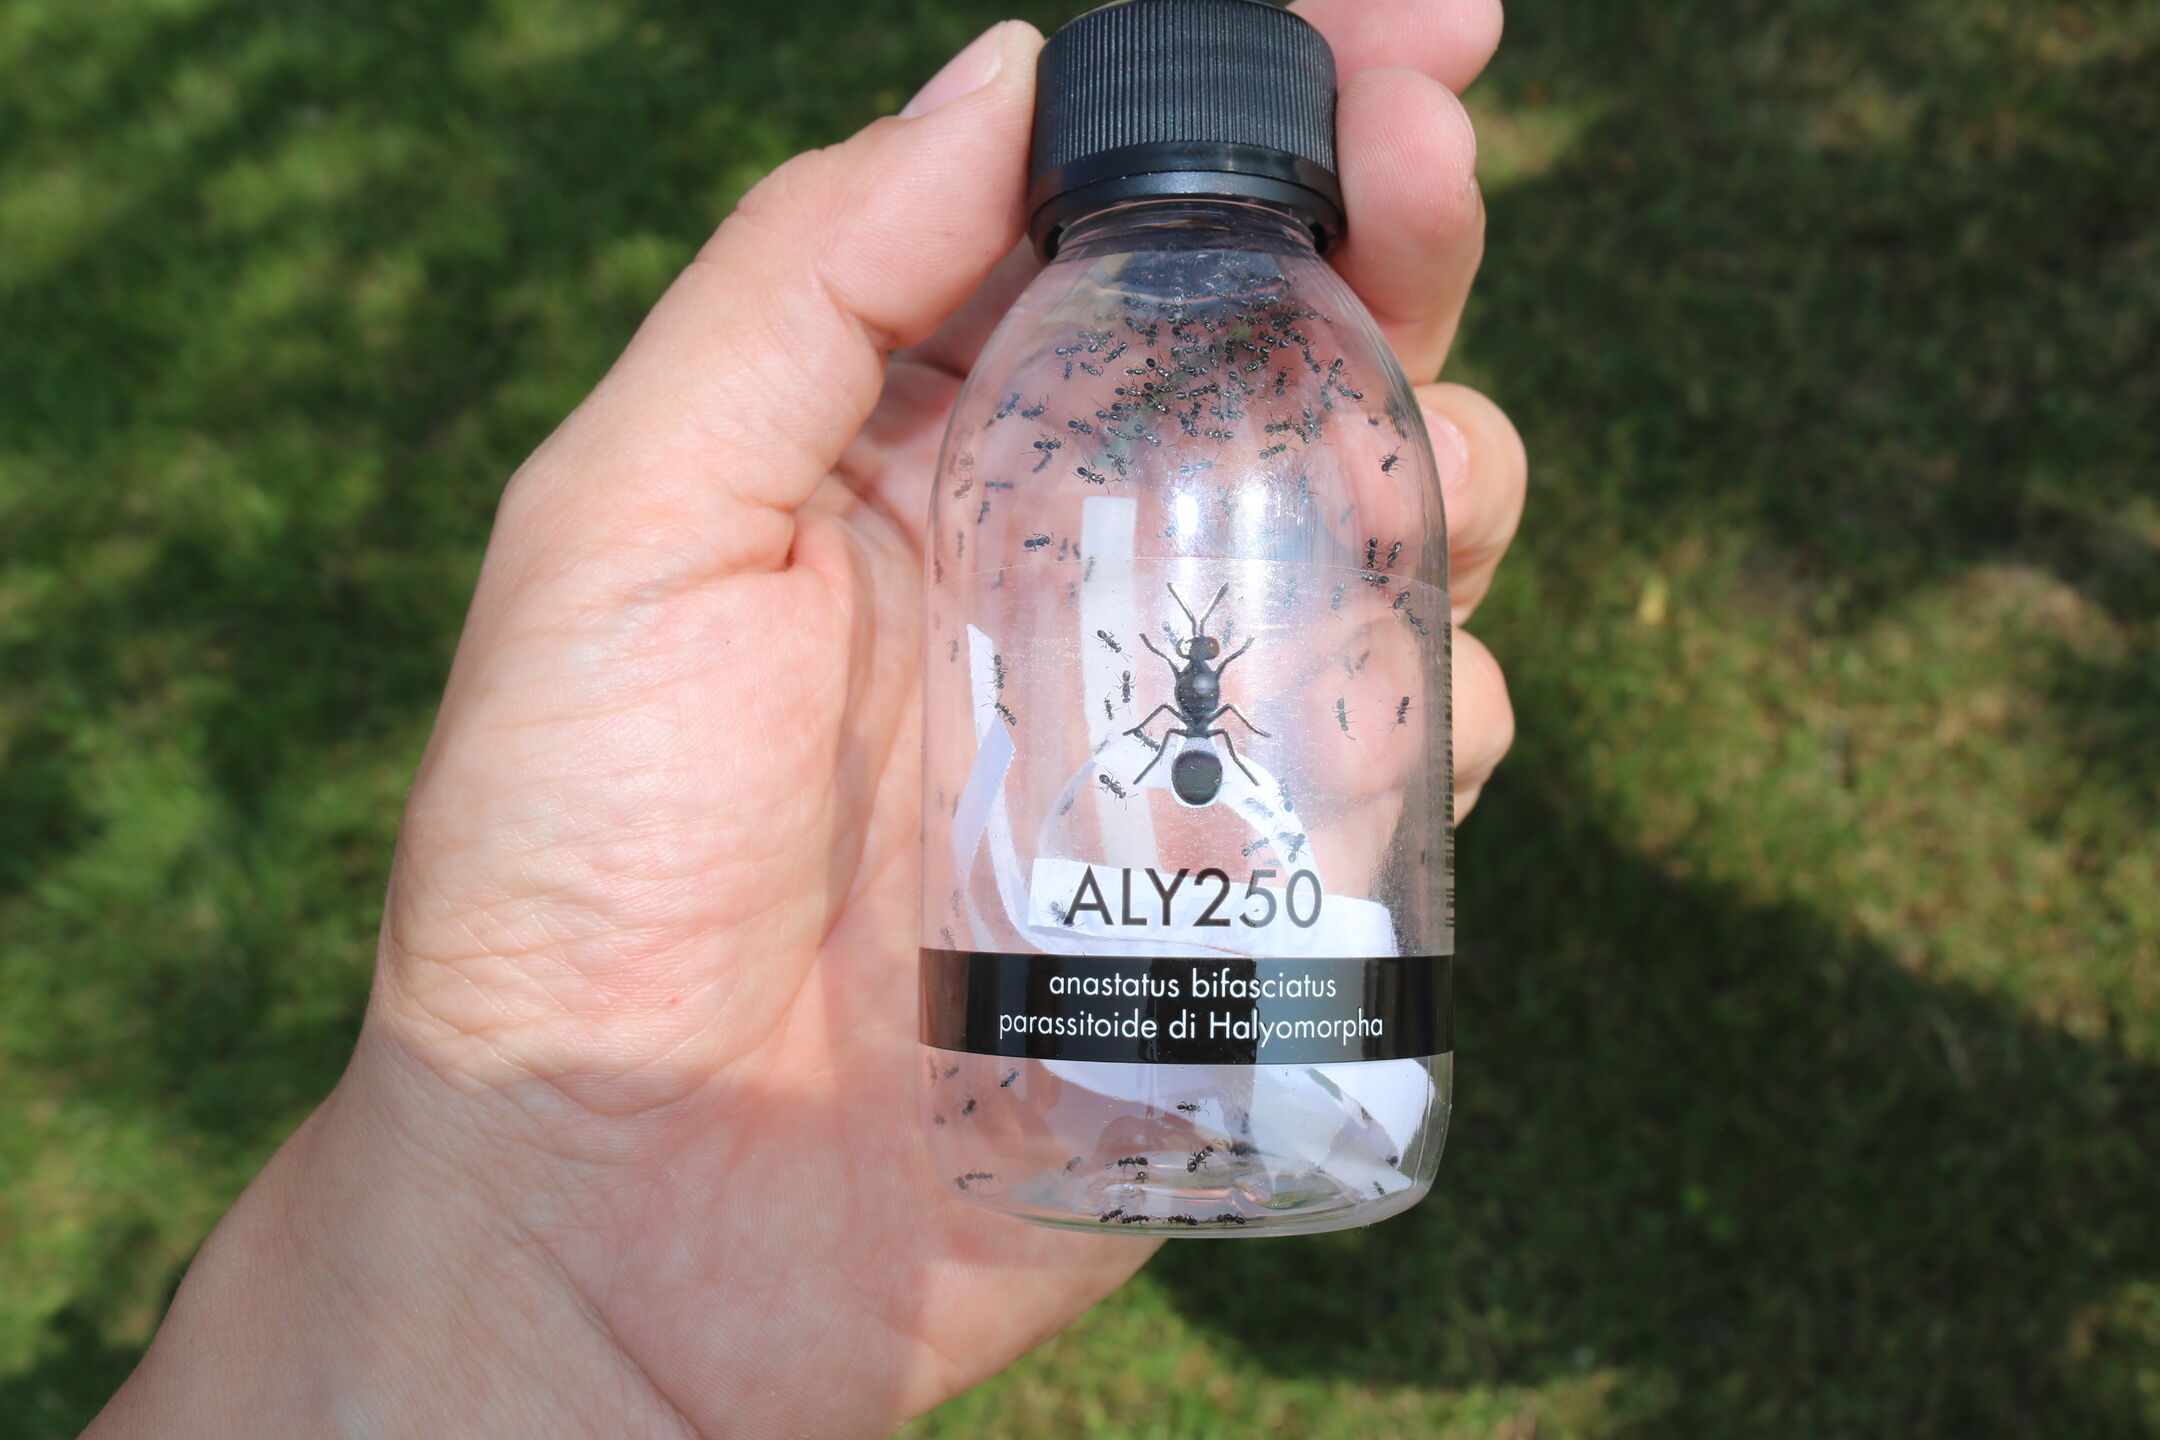 ALY250
anastatus bifasciatus
parassitoide di Halyomorpha